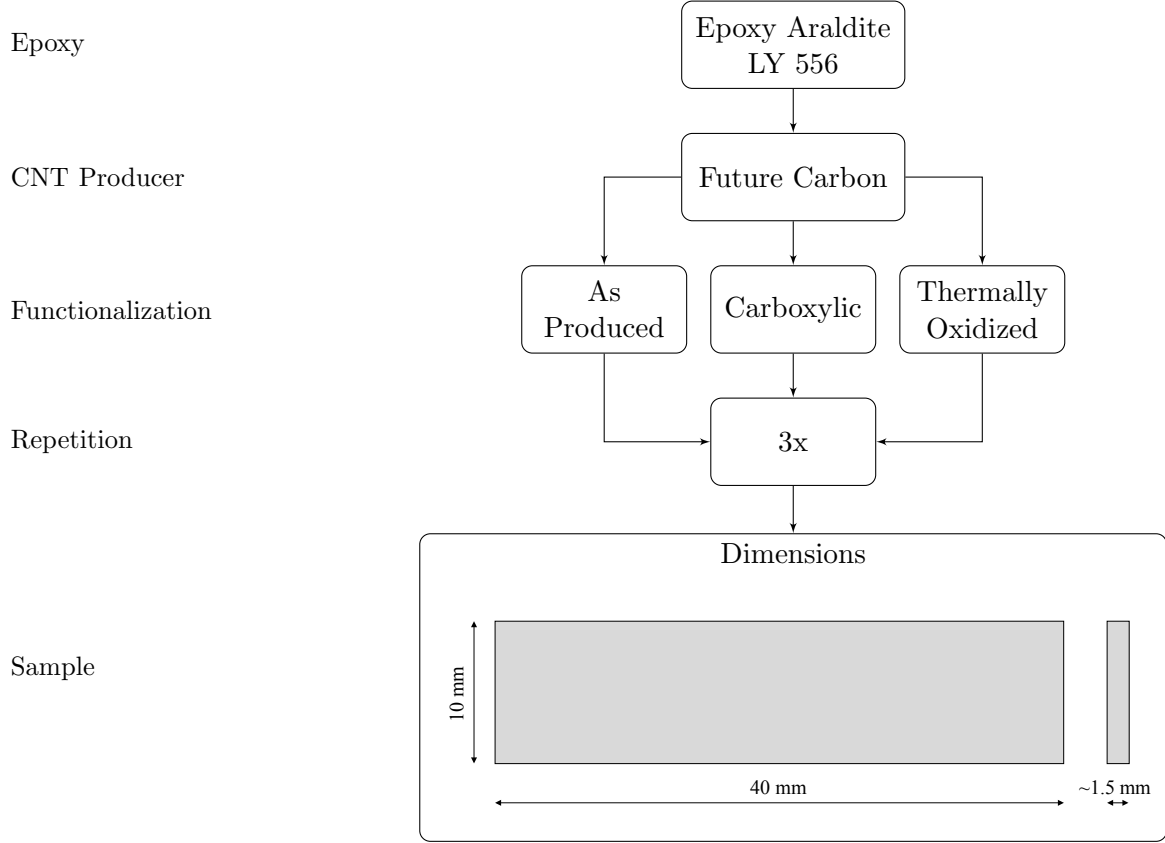 Epoxy
Epoxy Araldite
LY 556
CNT Producer
Future Carbon
Functionalization
As
Produced
Carboxylic
Thermally
Oxidized
Repetition
3x
Dimensions
Sample
10 mm
40 mm
~1.5 mm